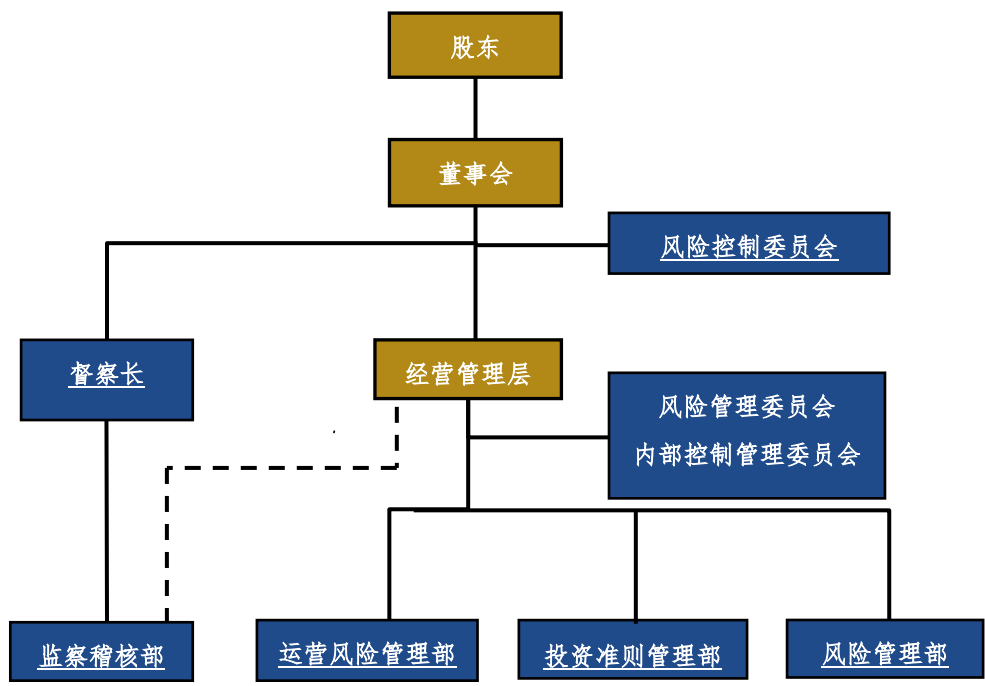 股东
董事会
风险控制委员会
督察长
经营管理层
风险管理委员会
内部控制管理委员会
监察稽核部
运营风险管理部
投资准则管理部
风险管理部